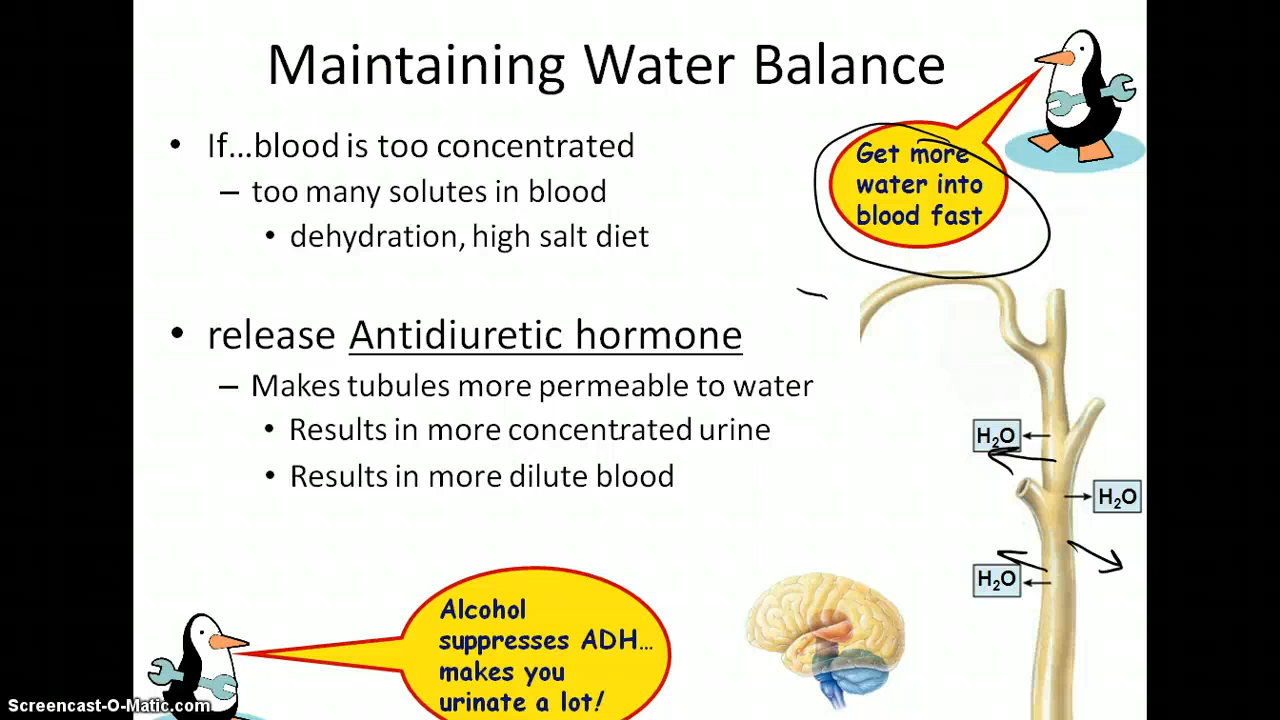 Maintaining Water Balance
• If...blood is too concentrated
– too many solutes in blood
• dehydration, high salt diet
Get more
water into
blood fast
• release Antidiuretic hormone
– Makes tubules more permeable to water
• Results in more concentrated urine
• Results in more dilute blood
H₂O
H₂O
H₂O
Alcohol
suppresses ADH...
makes you
urinate a lot!
Screencast-O-Matic.com